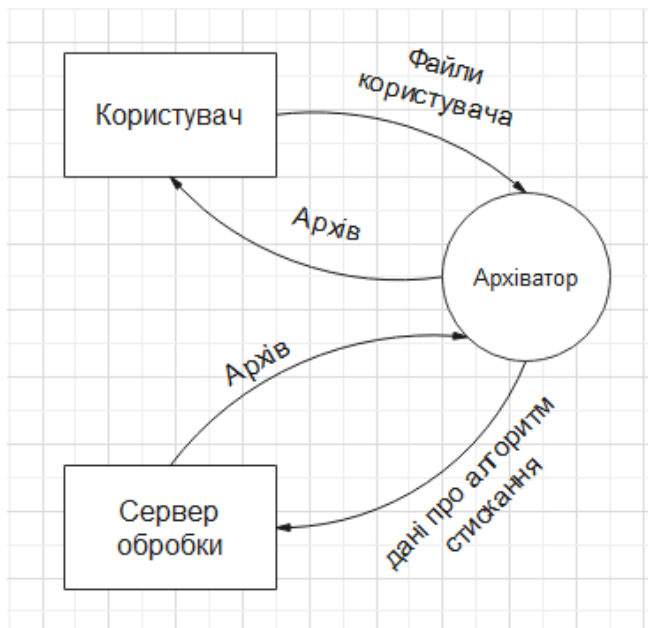 Користувач
Файли
користувача
Архів
Архіватор
Архів
дані про алгоритм
стискання
Сервер
обробки